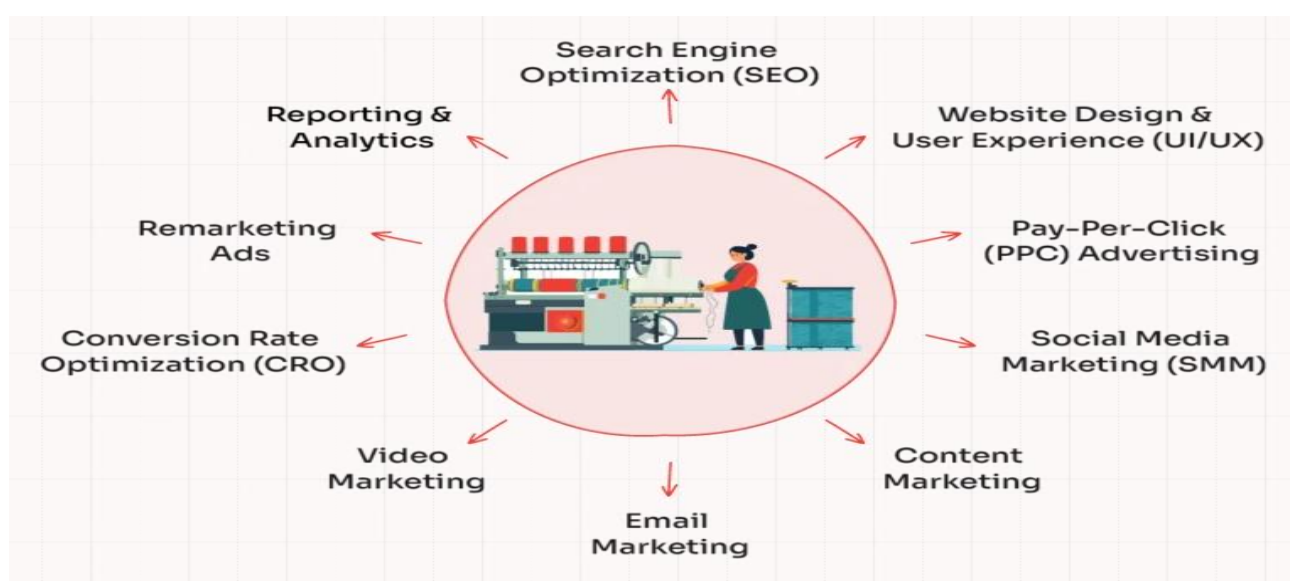 Search Engine
Optimization (SEO)
Reporting &
Analytics
Website Design &
User Experience (UI/UX)
Remarketing
Ads
Pay-Per-Click
(PPC) Advertising
Conversion Rate
Optimization (CRO)
Social Media
Marketing (SMM)
Video
Marketing
Content
Marketing
Email
Marketing